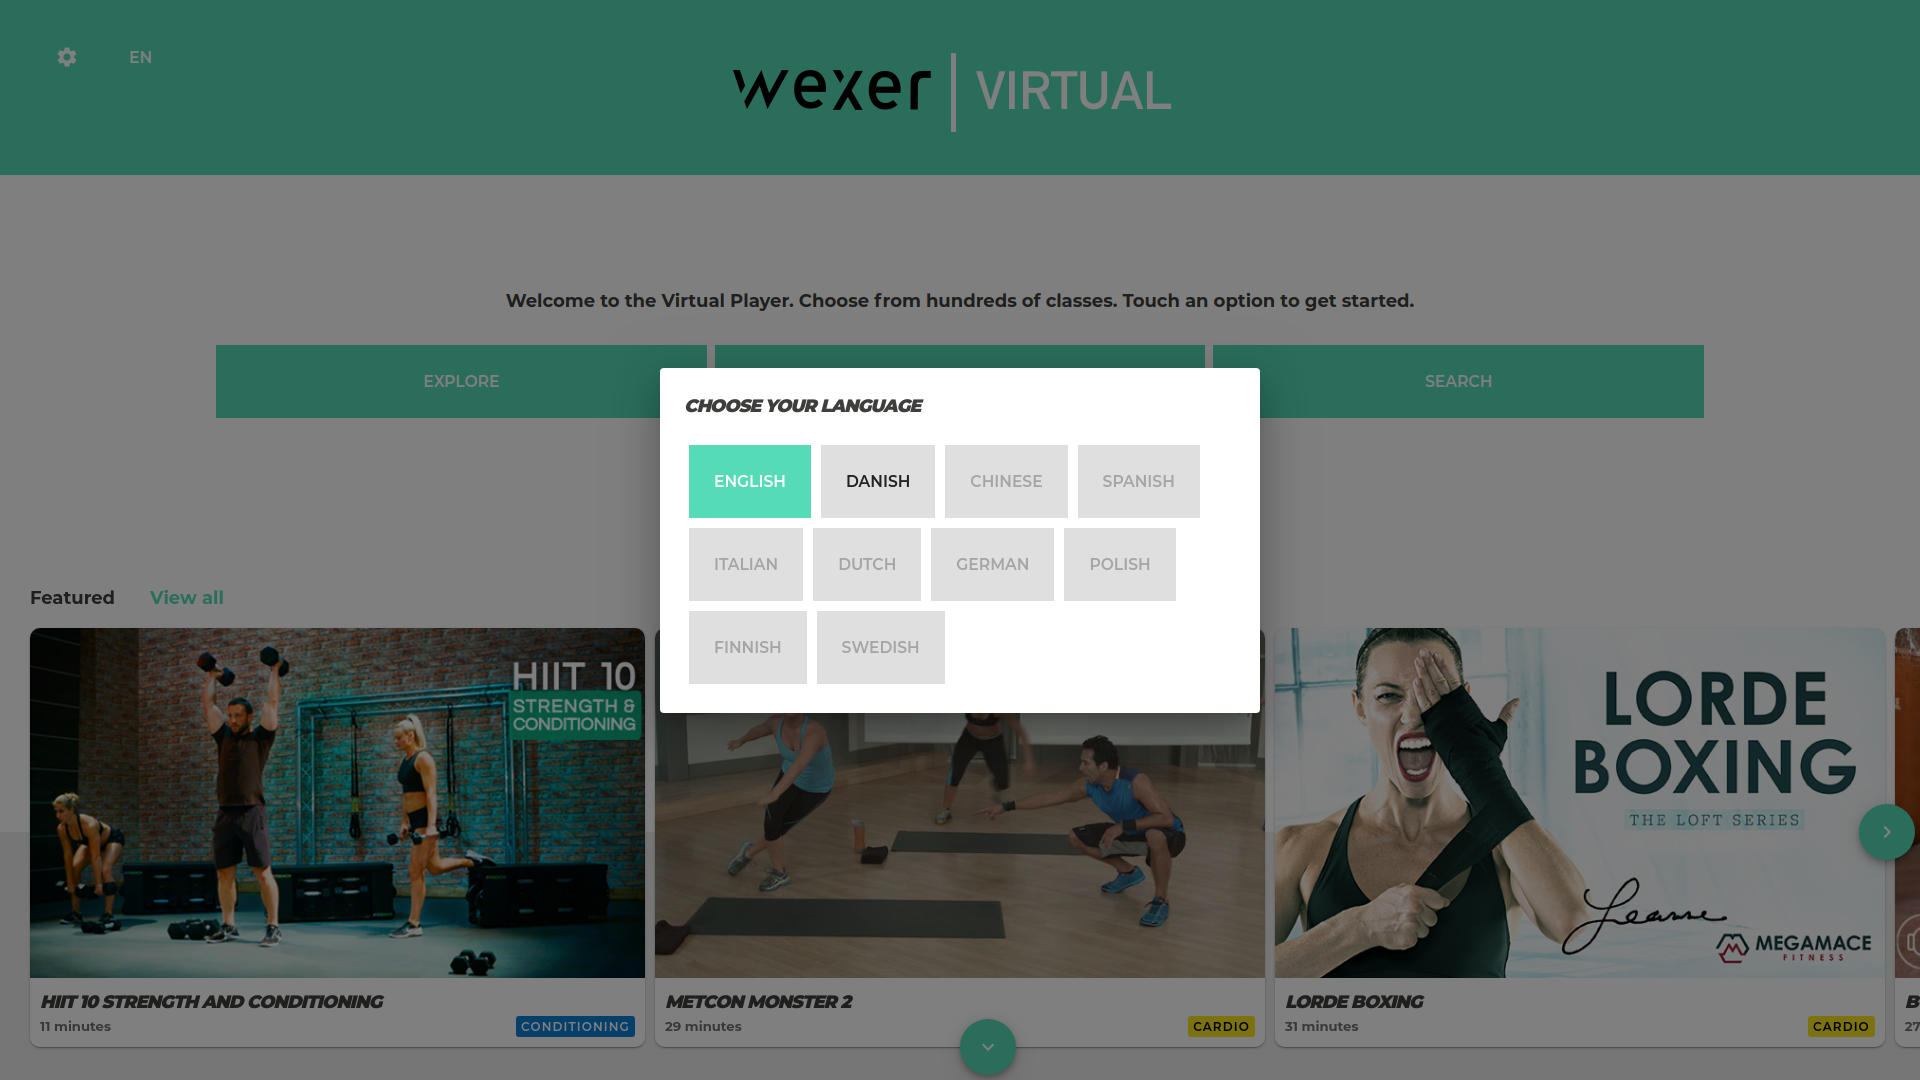 EN
wexer | VIRTUAL
Welcome to the Virtual Player. Choose from hundreds of classes. Touch an option to get started.
EXPLORE
SEARCH
CHOOSE YOUR LANGUAGE
ENGLISH
DANISH
CHINESE
SPANISH
ITALIAN
DUTCH
GERMAN
POLISH
FINNISH
SWEDISH
Featured
View all
HIIT 10
STRENGTH &
CONDITIONING
LORDE
BOXING
THE LOFT SERIES
Leanne
MEGAMACE
FITNESS
HIIT 10 STRENGTH AND CONDITIONING
11 minutes
CONDITIONING
METCON MONSTER 2
29 minutes
CARDIO
LORDE BOXING
31 minutes
CARDIO
B
27